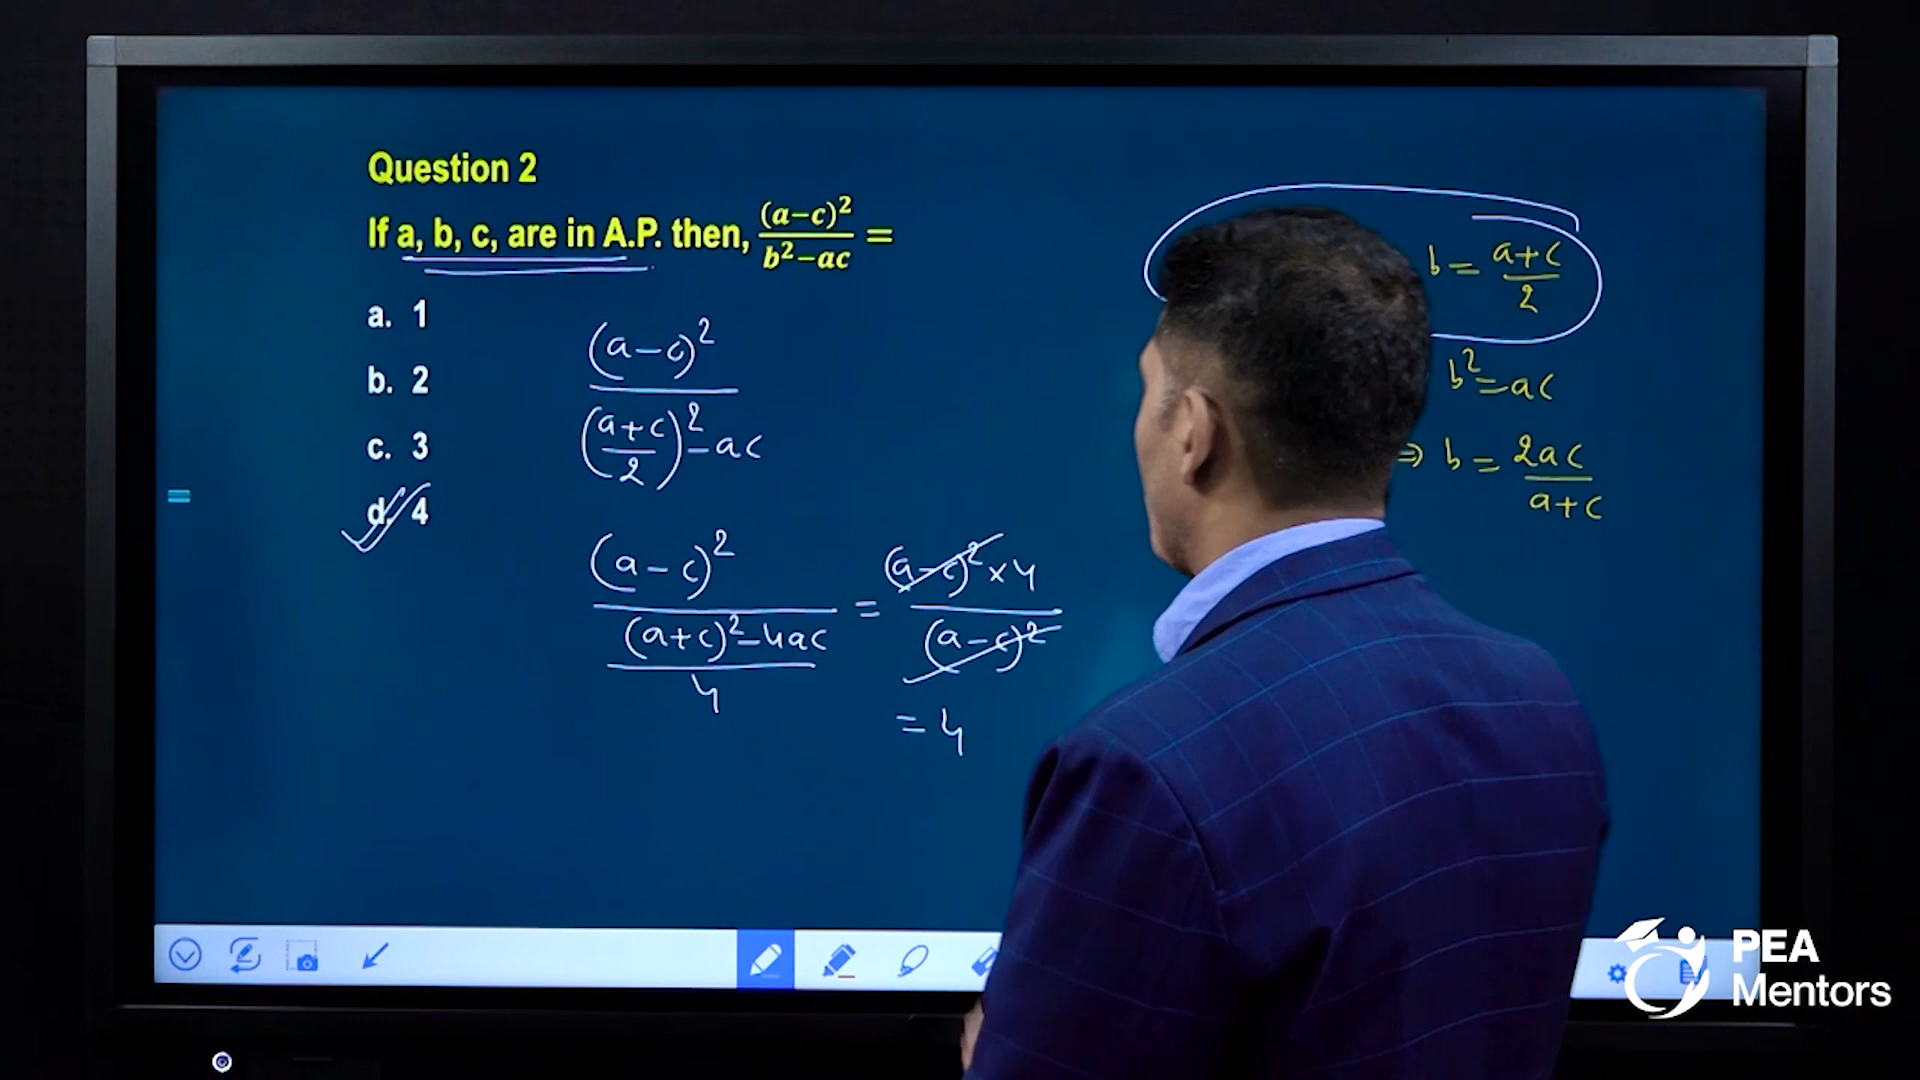 Question 2
If a, b, c, are in A.P. then, (a−c)²/(b²−ac) =
a. 1
b. 2
c. 3
d. 4
(a−c)²
((a+c)/2)² − ac
(a−c)² / (((a+c)²−4ac)/4) = (a−c)²×4 / (a−c)²
= 4
b = (a+c)/2
b² = ac
⇒ b = 2ac/(a+c)
PEA
Mentors